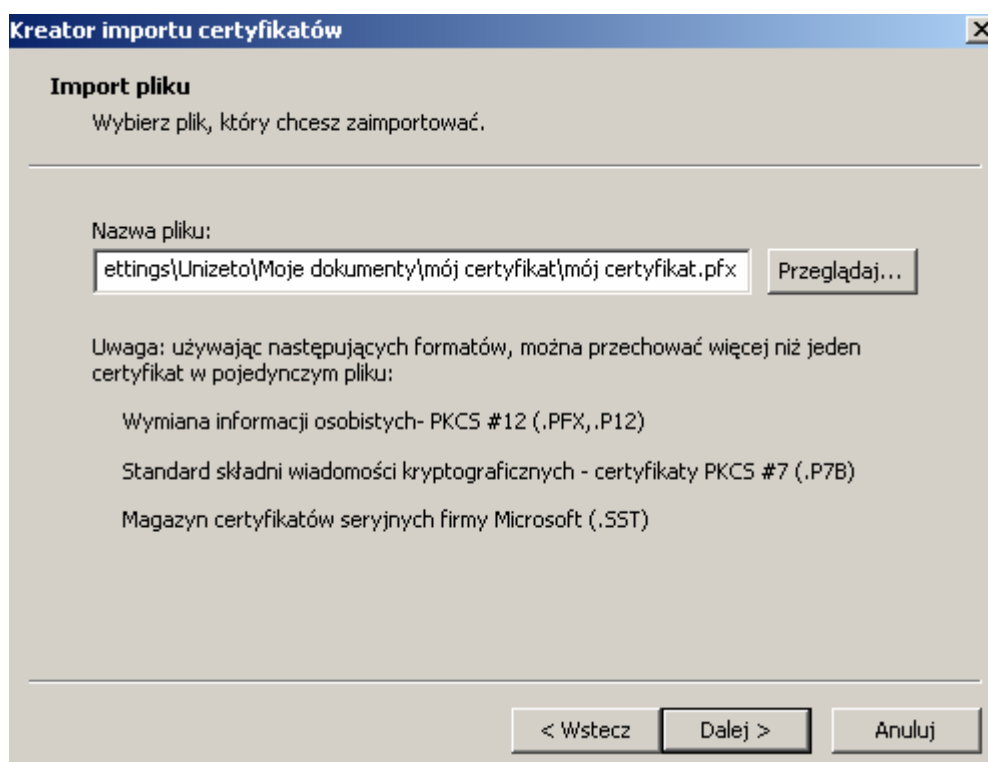 Kreator importu certyfikatów
Import pliku
Wybierz plik, który chcesz zaimportować.
Nazwa pliku:
ettings\Unizeto\Moje dokumenty\mój certyfikat\mój certyfikat.pfx
Przeglądaj...
Uwaga: używając następujących formatów, można przechować więcej niż jeden
certyfikat w pojedynczym pliku:
Wymiana informacji osobistych- PKCS #12 (.PFX,.P12)
Standard składni wiadomości kryptograficznych - certyfikaty PKCS #7 (.P7B)
Magazyn certyfikatów seryjnych firmy Microsoft (.SST)
< Wstecz
Dalej >
Anuluj